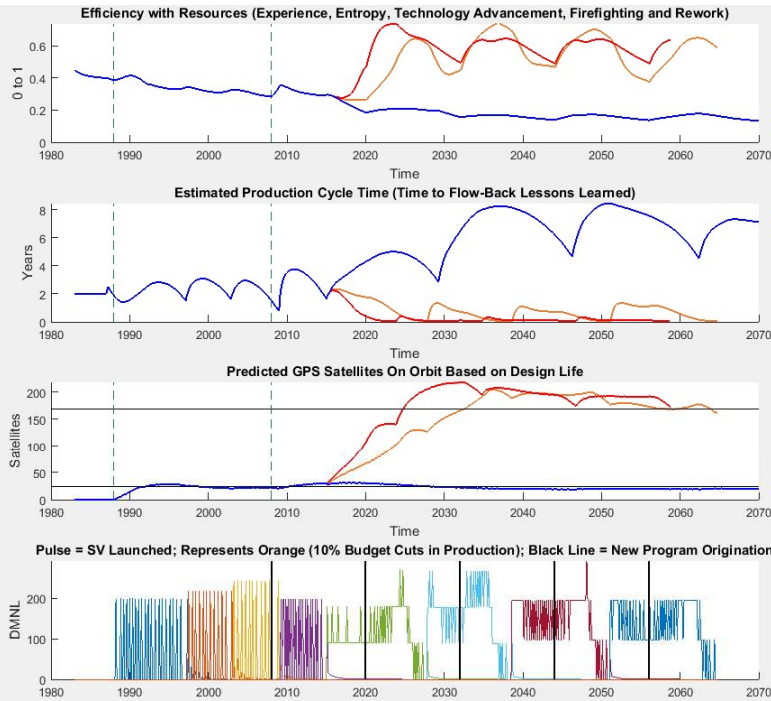 Efficiency with Resources (Experience, Entropy, Technology Advancement, Firefighting and Rework)
0 to 1
0.6
0.4
0.2
0
1980 1990 2000 2010 2020 2030 2040 2050 2060 2070
Time
Estimated Production Cycle Time (Time to Flow-Back Lessons Learned)
Years
8
6
4
2
0
1980 1990 2000 2010 2020 2030 2040 2050 2060 2070
Time
Predicted GPS Satellites On Orbit Based on Design Life
Satellites
200
150
100
50
0
1980 1990 2000 2010 2020 2030 2040 2050 2060 2070
Time
Pulse = SV Launched; Represents Orange (10% Budget Cuts in Production); Black Line = New Program Origination
DMNL
200
100
0
1980 1990 2000 2010 2020 2030 2040 2050 2060 2070